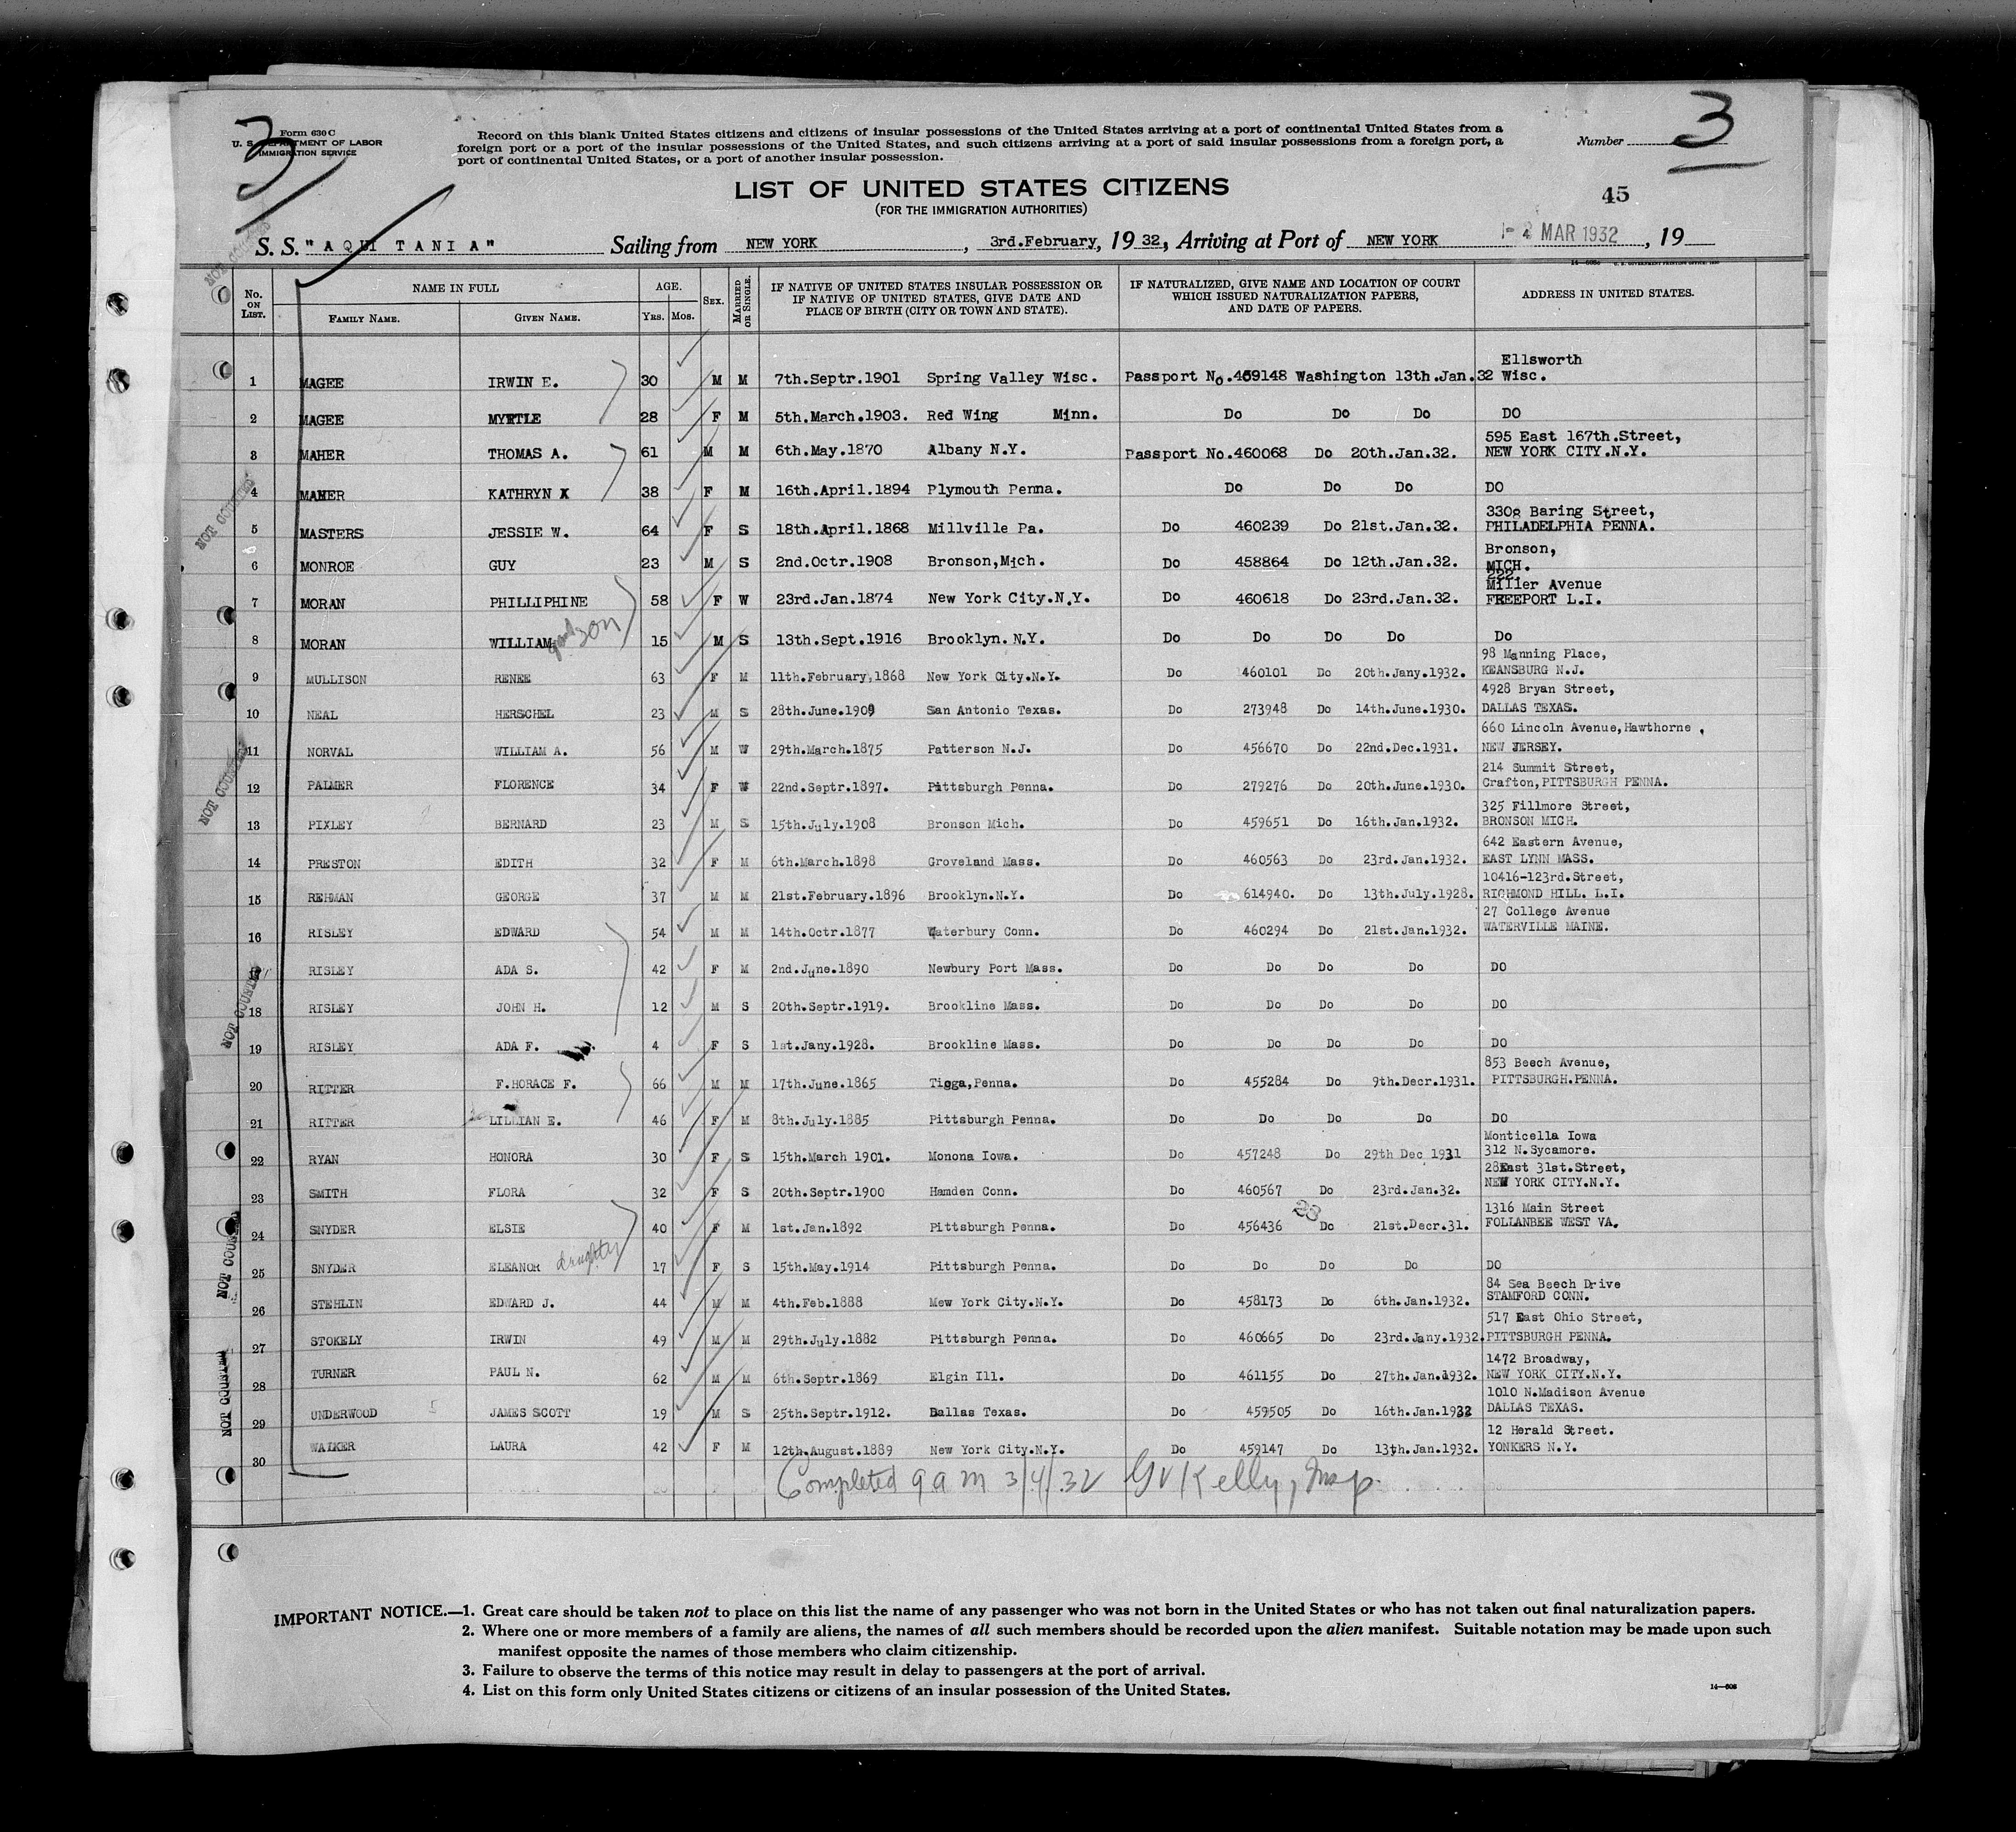 3
Form 630 C
U. S. DEPARTMENT OF LABOR
IMMIGRATION SERVICE
Record on this blank United States citizens and citizens of insular possessions of the United States arriving at a port of continental United States from a
foreign port or a port of the insular possessions of the United States, and such citizens arriving at a port of said insular possessions from a foreign port, a
port of continental United States, or a port of another insular possession.
Number 3
LIST OF UNITED STATES CITIZENS
(FOR THE IMMIGRATION AUTHORITIES)
45
S. S. "AQUITANIA" Sailing from NEW YORK, 3rd.February, 1932, Arriving at Port of NEW YORK MAR 1932, 19
No. ON LIST. NAME IN FULL FAMILY NAME. GIVEN NAME. AGE. YRS. MOS. SEX. MARRIED OR SINGLE. IF NATIVE OF UNITED STATES INSULAR POSSESSION OR IF NATIVE OF UNITED STATES, GIVE DATE AND PLACE OF BIRTH (CITY OR TOWN AND STATE). IF NATURALIZED, GIVE NAME AND LOCATION OF COURT WHICH ISSUED NATURALIZATION PAPERS, AND DATE OF PAPERS. ADDRESS IN UNITED STATES.
Ellsworth
1 MAGEE IRWIN E. 30 M M 7th.Septr.1901 Spring Valley Wisc. Passport No.459148 Washington 13th.Jan.32 Wisc.
2 MAGEE MYRTLE 28 F M 5th.March.1903. Red Wing Minn. Do Do Do DO
595 East 167th.Street,
3 MAHER THOMAS A. 61 M M 6th.May.1870 Albany N.Y. Passport No.460068 Do 20th.Jan.32. NEW YORK CITY.N.Y.
4 MAHER KATHRYN X 38 F M 16th.April.1894 Plymouth Penna. Do Do Do DO
3308 Baring Street,
5 MASTERS JESSIE W. 64 F S 18th.April.1868 Millville Pa. Do 460239 Do 21st.Jan.32. PHILADELPHIA PENNA.
Bronson,
6 MONROE GUY 23 M S 2nd.Octr.1908 Bronson,Mich. Do 458864 Do 12th.Jan.32. MICH.
222.
Miller Avenue
7 MORAN PHILLIPHINE 58 F W 23rd.Jan.1874 New York City.N.Y. Do 460618 Do 23rd.Jan.32. FREEPORT L.I.
8 MORAN WILLIAM grand son 15 M S 13th.Sept.1916 Brooklyn.N.Y. Do Do Do Do Do
98 Manning Place,
9 MULLISON RENEE 63 F M 11th.February,1868 New York City.N.Y. Do 460101 Do 20th.Jany.1932. KEANSBURG N.J.
4928 Bryan Street,
10 NEAL HERSCHEL 23 M S 28th.June.1909 San Antonio Texas. Do 273948 Do 14th.June.1930. DALLAS TEXAS.
660 Lincoln Avenue,Hawthorne,
11 NORVAL WILLIAM A. 56 M W 29th.March.1875 Patterson N.J. Do 456670 Do 22nd.Dec.1931. NEW JERSEY.
214 Summit Street,
12 PALMER FLORENCE 34 F W 22nd.Septr.1897. Pittsburgh Penna. Do 279276 Do 20th.June.1930. Crafton,PITTSBURGH PENNA.
325 Fillmore Street,
13 PIXLEY BERNARD 23 M S 15th.July.1908 Bronson Mich. Do 459651 Do 16th.Jan.1932. BRONSON MICH.
642 Eastern Avenue,
14 PRESTON EDITH 32 F M 6th.March.1898 Groveland Mass. Do 460563 Do 23rd.Jan.1932. EAST LYNN MASS.
10416-123rd.Street,
15 REHMAN GEORGE 37 M M 21st.February.1896 Brooklyn.N.Y. Do 614940. Do 13th.July.1928. RICHMOND HILL. L.I.
27 College Avenue
16 RISLEY EDWARD 54 M M 14th.Octr.1877 Waterbury Conn. Do 460294 Do 21st.Jan.1932. WATERVILLE MAINE.
17 RISLEY ADA S. 42 F M 2nd.June.1890 Newbury Port Mass. Do Do Do Do DO
18 RISLEY JOHN H. 12 M S 20th.Septr.1919. Brookline Mass. Do Do Do Do DO
19 RISLEY ADA F. 4 F S 1st.Jany.1928. Brookline Mass. Do Do Do Do DO
853 Beech Avenue,
20 RITTER F.HORACE F. 66 M M 17th.June.1865 Tioga,Penna. Do 455284 Do 9th.Decr.1931. PITTSBURGH.PENNA.
21 RITTER LILLIAN E. 46 F M 8th.July.1885 Pittsburgh Penna. Do Do Do Do DO
Monticella Iowa
22 RYAN HONORA 30 F S 15th.March 1901. Monona Iowa. Do 457248 Do 29th Dec 1931 312 N.Sycamore.
28East 31st.Street,
23 SMITH FLORA 32 F S 20th.Septr.1900 Hamden Conn. Do 460567 Do 23rd.Jan.32. NEW YORK CITY.N.Y.
1316 Main Street
24 SNYDER ELSIE 40 F M 1st.Jan.1892 Pittsburgh Penna. Do 456436 Do 21st.Decr.31. FOLLANBEE WEST VA.
25 SNYDER ELEANOR daughter 17 F S 15th.May.1914 Pittsburgh Penna. Do Do Do Do DO
84 Sea Beech Drive
26 STEHLIN EDWARD J. 44 M M 4th.Feb.1888 Mew York City.N.Y. Do 458173 Do 6th.Jan.1932. STAMFORD CONN.
517 East Ohio Street,
27 STOKELY IRWIN 49 M M 29th.July.1882 Pittsburgh Penna. Do 460665 Do 23rd.Jany.1932. PITTSBURGH PENNA.
1472 Broadway,
28 TURNER PAUL N. 62 M M 6th.Septr.1869 Elgin Ill. Do 461155 Do 27th.Jan.1932. NEW YORK CITY.N.Y.
1010 N.Madison Avenue
29 UNDERWOOD JAMES SCOTT 19 M S 25th.Septr.1912. Dallas Texas. Do 459505 Do 16th.Jan.1932 DALLAS TEXAS.
12 Herald Street.
30 WALKER LAURA 42 F M 12th.August.1889 New York City.N.Y. Do 459147 Do 13th.Jan.1932. YONKERS N.Y.
Completed 9 a m 3/4/32 GV Kelly, Insp.
NOT COUNTED
NOT COUNTED
NOT COUNTED
NOT COUNTED
NOT COUNTED
NOT COUNTED
IMPORTANT NOTICE.—1. Great care should be taken not to place on this list the name of any passenger who was not born in the United States or who has not taken out final naturalization papers.
2. Where one or more members of a family are aliens, the names of all such members should be recorded upon the alien manifest. Suitable notation may be made upon such
manifest opposite the names of those members who claim citizenship.
3. Failure to observe the terms of this notice may result in delay to passengers at the port of arrival.
4. List on this form only United States citizens or citizens of an insular possession of the United States.
14—608